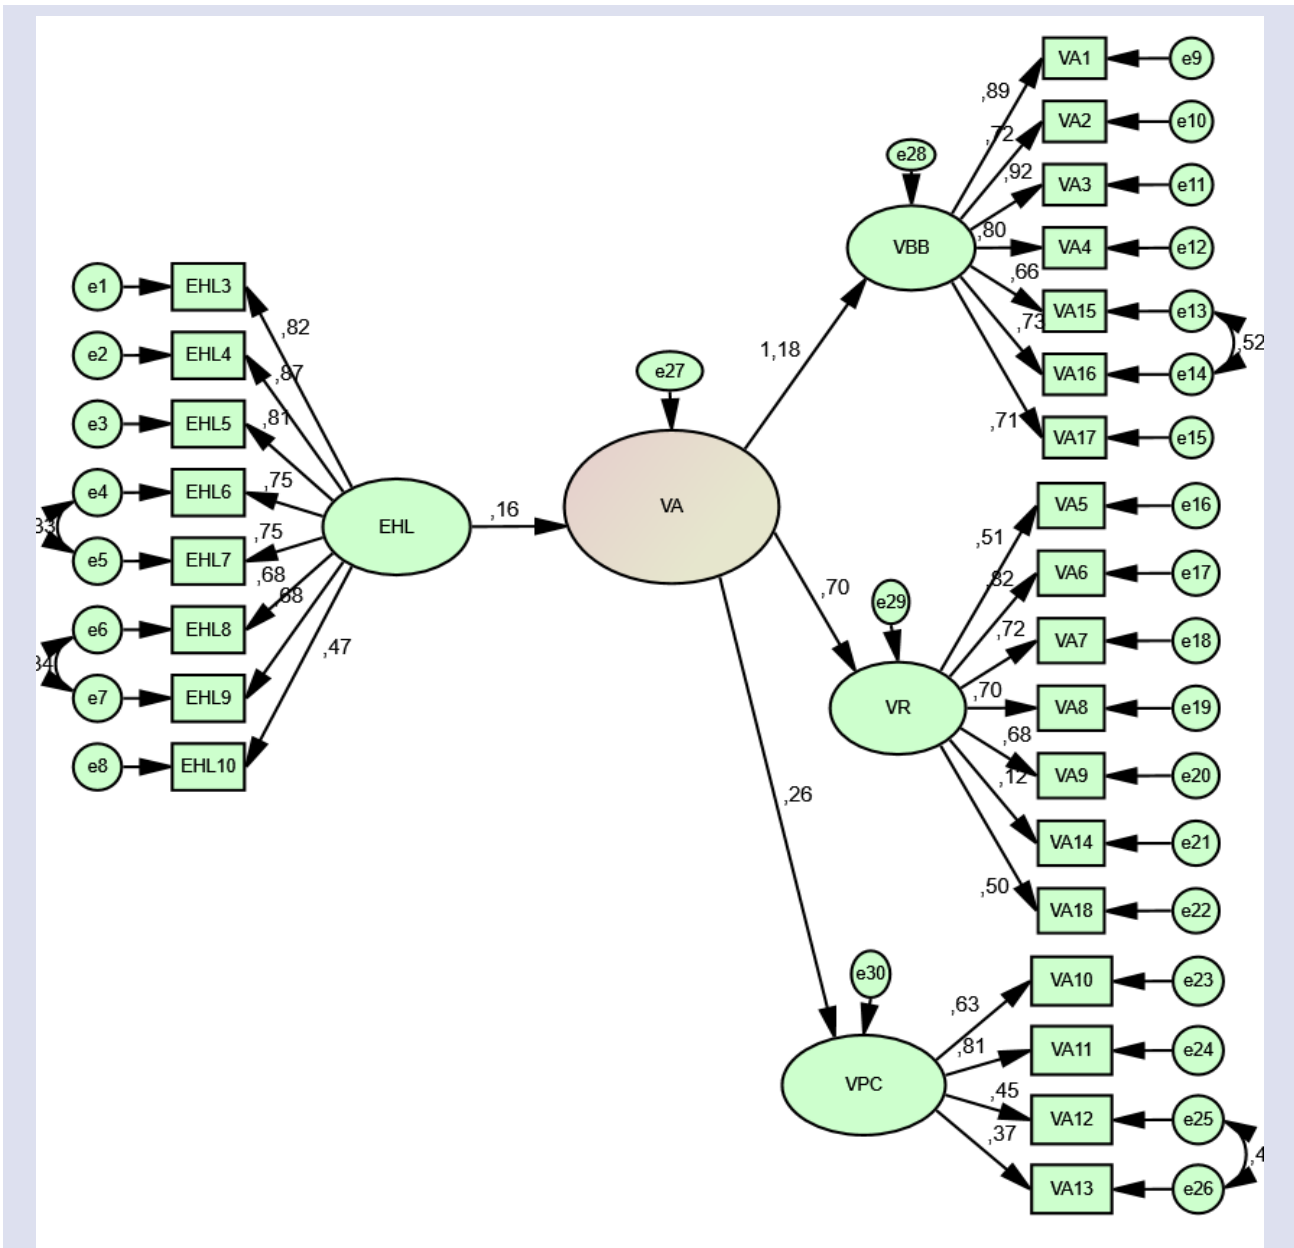 e1
EHL3
e2
EHL4
e3
EHL5
e4
EHL6
e5
EHL7
e6
EHL8
e7
EHL9
e8
EHL10
,82
,87
,81
,75
,75
,68
,68
,47
33
34
EHL
,16
e27
VA
1,18
,70
,26
e28
VBB
,89
,72
,92
,80
,66
,73
,71
VA1
e9
VA2
e10
VA3
e11
VA4
e12
VA15
e13
VA16
e14
VA17
e15
,52
e29
VR
,51
,82
,72
,70
,68
,12
,50
VA5
e16
VA6
e17
VA7
e18
VA8
e19
VA9
e20
VA14
e21
VA18
e22
e30
VPC
,63
,81
,45
,37
VA10
e23
VA11
e24
VA12
e25
VA13
e26
,4